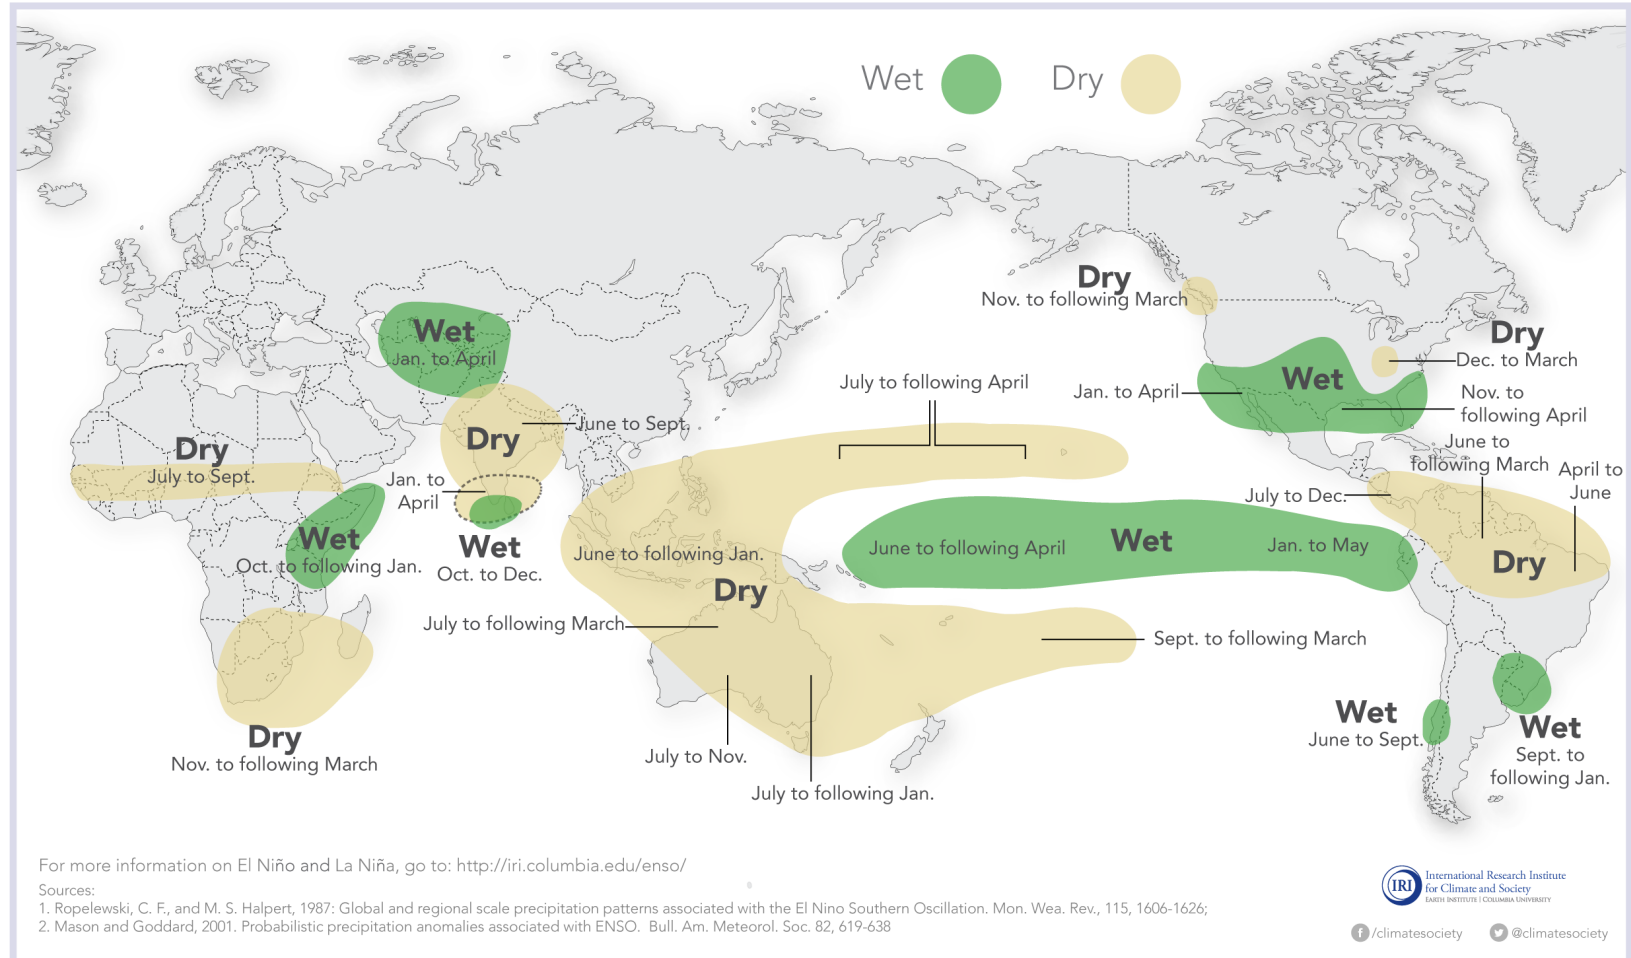 Wet
Dry
Dry
Nov. to following March
Wet
Jan. to April
Dry
Dec. to March
July to following April
Jan. to April
Wet
Nov. to
following April
June to Sept.
Dry
Dry
July to Sept.
June to
following March
April to
June
Jan. to
April
July to Dec.
Wet
Oct. to following Jan.
Wet
Oct. to Dec.
June to following Jan.
Dry
June to following April
Wet
Jan. to May
Dry
July to following March
Sept. to following March
Dry
Nov. to following March
July to Nov.
July to following Jan.
Wet
June to Sept.
Wet
Sept. to
following Jan.
For more information on El Niño and La Niña, go to: http://iri.columbia.edu/enso/
Sources:
1. Ropelewski, C. F., and M. S. Halpert, 1987: Global and regional scale precipitation patterns associated with the El Nino Southern Oscillation. Mon. Wea. Rev., 115, 1606-1626;
2. Mason and Goddard, 2001. Probabilistic precipitation anomalies associated with ENSO. Bull. Am. Meteorol. Soc. 82, 619-638
IRI
International Research Institute
for Climate and Society
EARTH INSTITUTE | COLUMBIA UNIVERSITY
f /climatesociety
@climatesociety